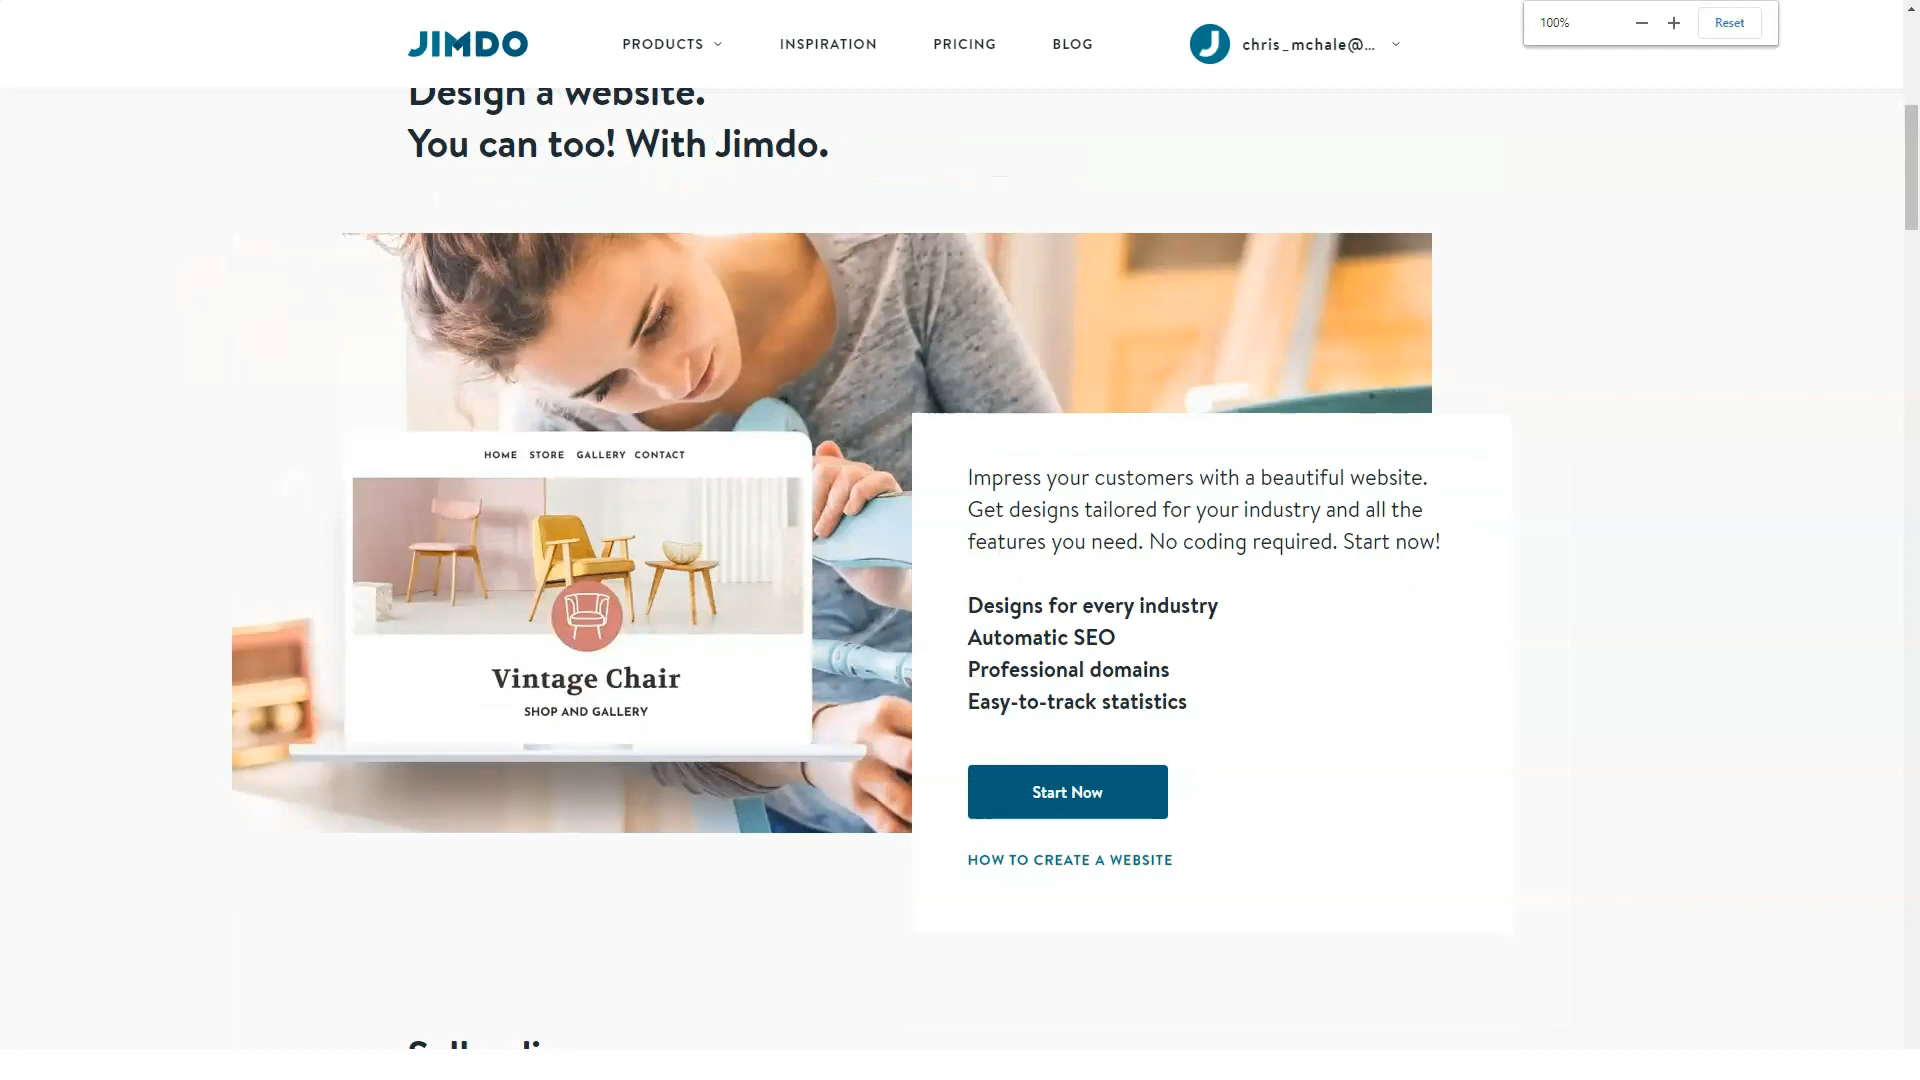 100%
Reset
JIMDO
PRODUCTS
INSPIRATION
PRICING
BLOG
chris_mchale@...
Design a website.
You can too! With Jimdo.
HOME STORE GALLERY CONTACT
Vintage Chair
SHOP AND GALLERY
Impress your customers with a beautiful website.
Get designs tailored for your industry and all the
features you need. No coding required. Start now!
Designs for every industry
Automatic SEO
Professional domains
Easy-to-track statistics
Start Now
HOW TO CREATE A WEBSITE